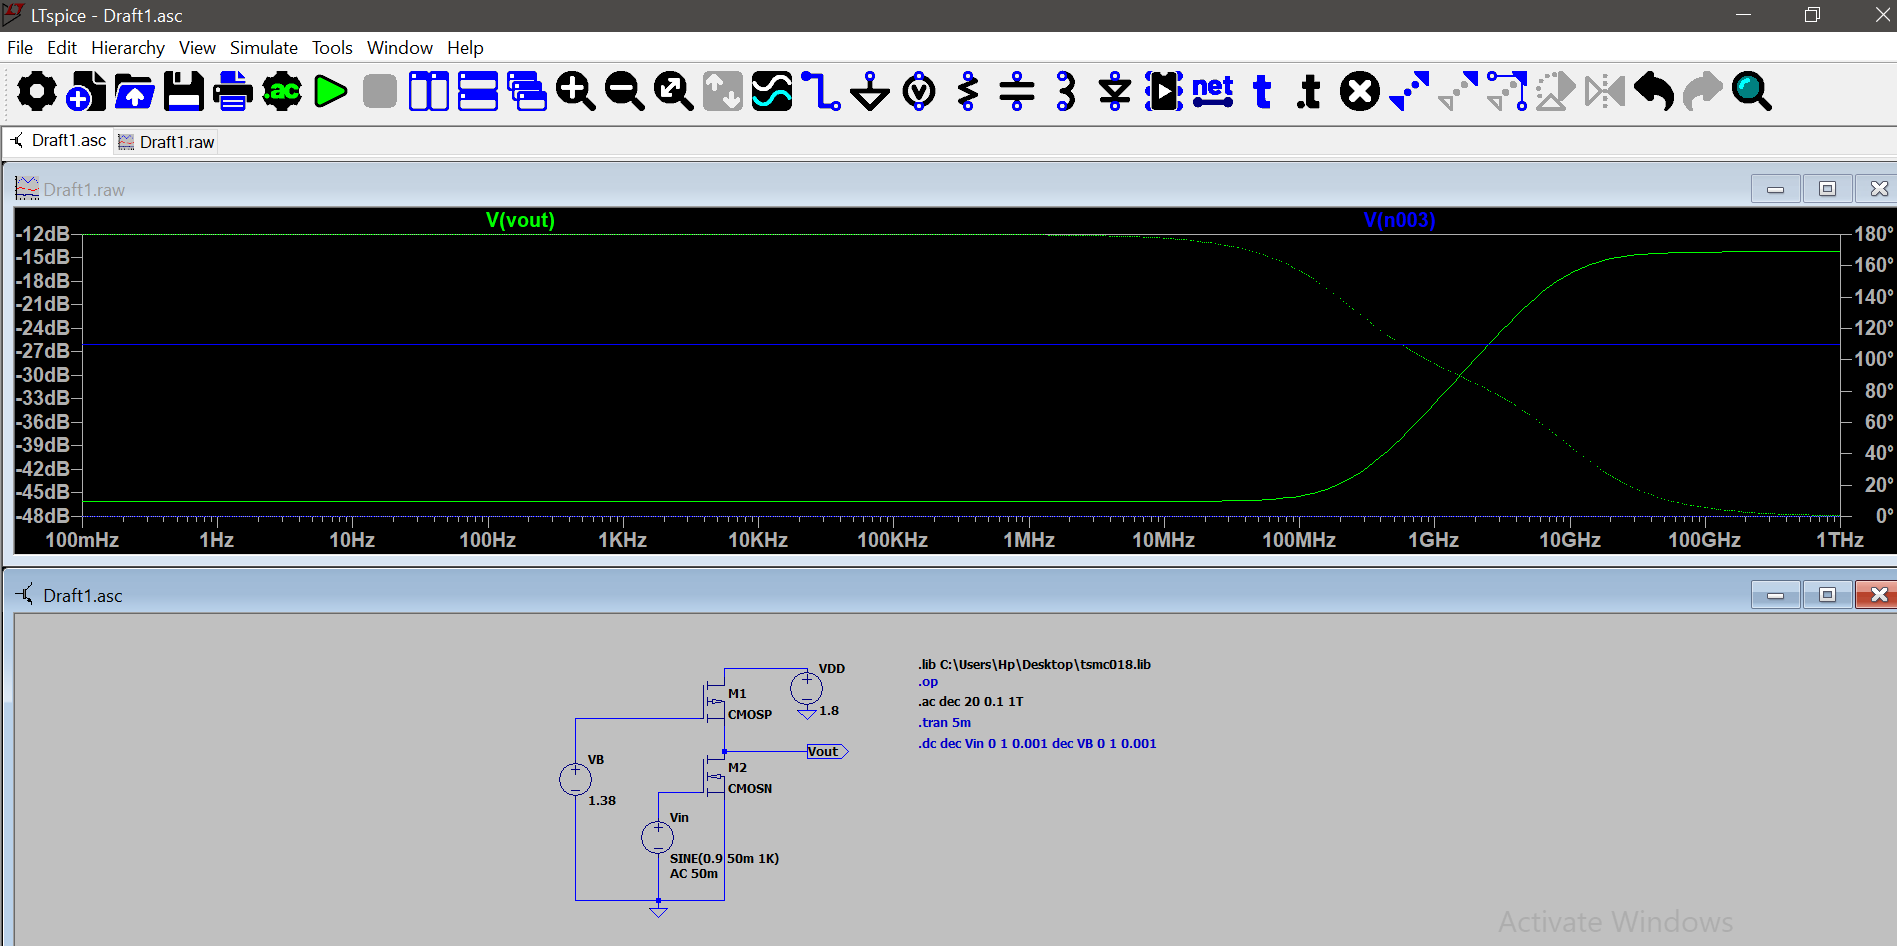 LTspice - Draft1.asc
File Edit Hierarchy View Simulate Tools Window Help
.ac net t .t
Draft1.asc Draft1.raw
Draft1.raw
V(vout) V(n003)
-12dB 180°
-15dB 160°
-18dB 140°
-21dB 120°
-24dB 100°
-27dB 80°
-30dB 60°
-33dB 40°
-36dB 20°
-39dB 0°
-42dB
-45dB
-48dB
100mHz 1Hz 10Hz 100Hz 1KHz 10KHz 100KHz 1MHz 10MHz 100MHz 1GHz 10GHz 100GHz 1THz
Draft1.asc
VDD
1.8
M1
CMOSP
Vout
M2
CMOSN
VB
1.38
Vin
SINE(0.9 50m 1K)
AC 50m
.lib C:\Users\Hp\Desktop\tsmc018.lib
.op
.ac dec 20 0.1 1T
.tran 5m
.dc dec Vin 0 1 0.001 dec VB 0 1 0.001
Activate Windows